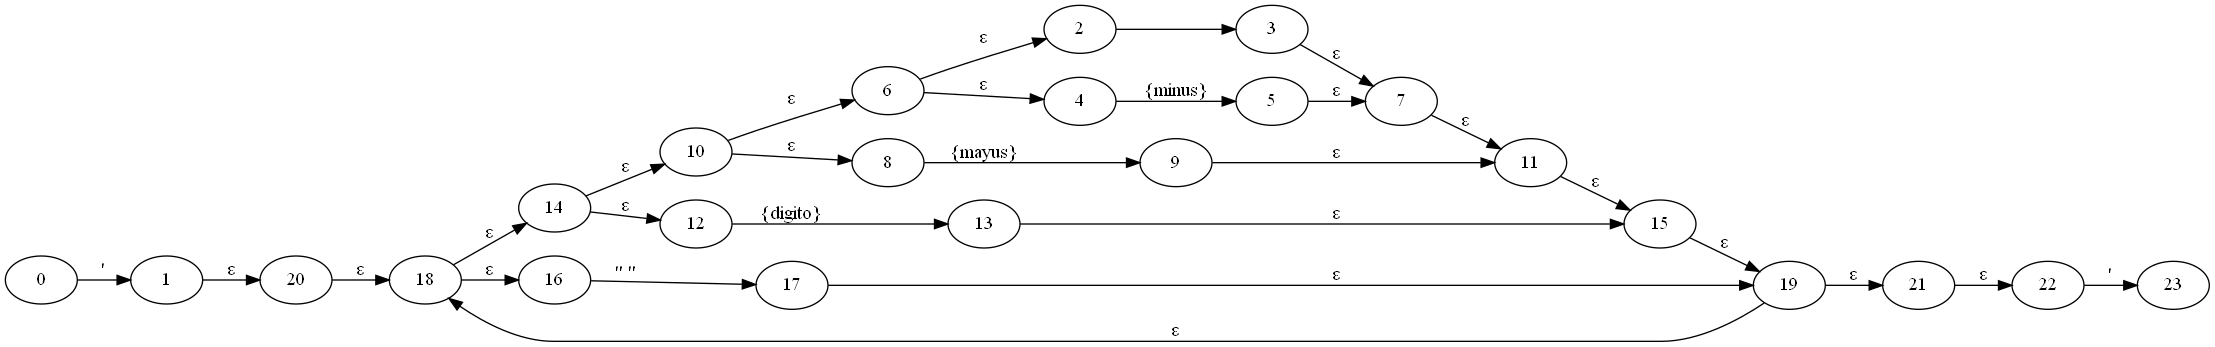 ε 2 3 ε
ε 6 ε 4 {minus} 5 ε 7
ε 10 ε 8 {mayus} 9 ε ε 11
ε 14 ε 12 {digito} 13 ε ε 15
0 ' 1 ε 20 ε 18 ε 16 " " 17 ε ε 19 ε 21 ε 22 ' 23
ε